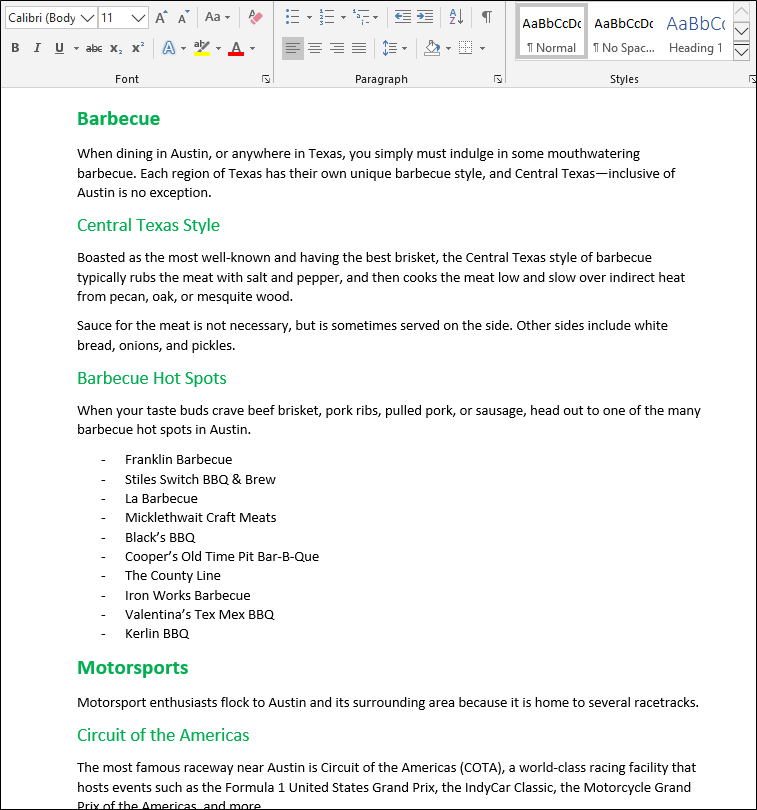 Calibri (Body 11 A A Aa A AaBbCcDc AaBbCcDc AaBbCc
B I U abc x₂ x² A ab A ¶ Normal ¶ No Spac... Heading 1
Font Paragraph Styles
Barbecue
When dining in Austin, or anywhere in Texas, you simply must indulge in some mouthwatering
barbecue. Each region of Texas has their own unique barbecue style, and Central Texas—inclusive of
Austin is no exception.
Central Texas Style
Boasted as the most well-known and having the best brisket, the Central Texas style of barbecue
typically rubs the meat with salt and pepper, and then cooks the meat low and slow over indirect heat
from pecan, oak, or mesquite wood.
Sauce for the meat is not necessary, but is sometimes served on the side. Other sides include white
bread, onions, and pickles.
Barbecue Hot Spots
When your taste buds crave beef brisket, pork ribs, pulled pork, or sausage, head out to one of the many
barbecue hot spots in Austin.
- Franklin Barbecue
- Stiles Switch BBQ & Brew
- La Barbecue
- Micklethwait Craft Meats
- Black's BBQ
- Cooper's Old Time Pit Bar-B-Que
- The County Line
- Iron Works Barbecue
- Valentina's Tex Mex BBQ
- Kerlin BBQ
Motorsports
Motorsport enthusiasts flock to Austin and its surrounding area because it is home to several racetracks.
Circuit of the Americas
The most famous raceway near Austin is Circuit of the Americas (COTA), a world-class racing facility that
hosts events such as the Formula 1 United States Grand Prix, the IndyCar Classic, the Motorcycle Grand
Prix of the Americas, and more.